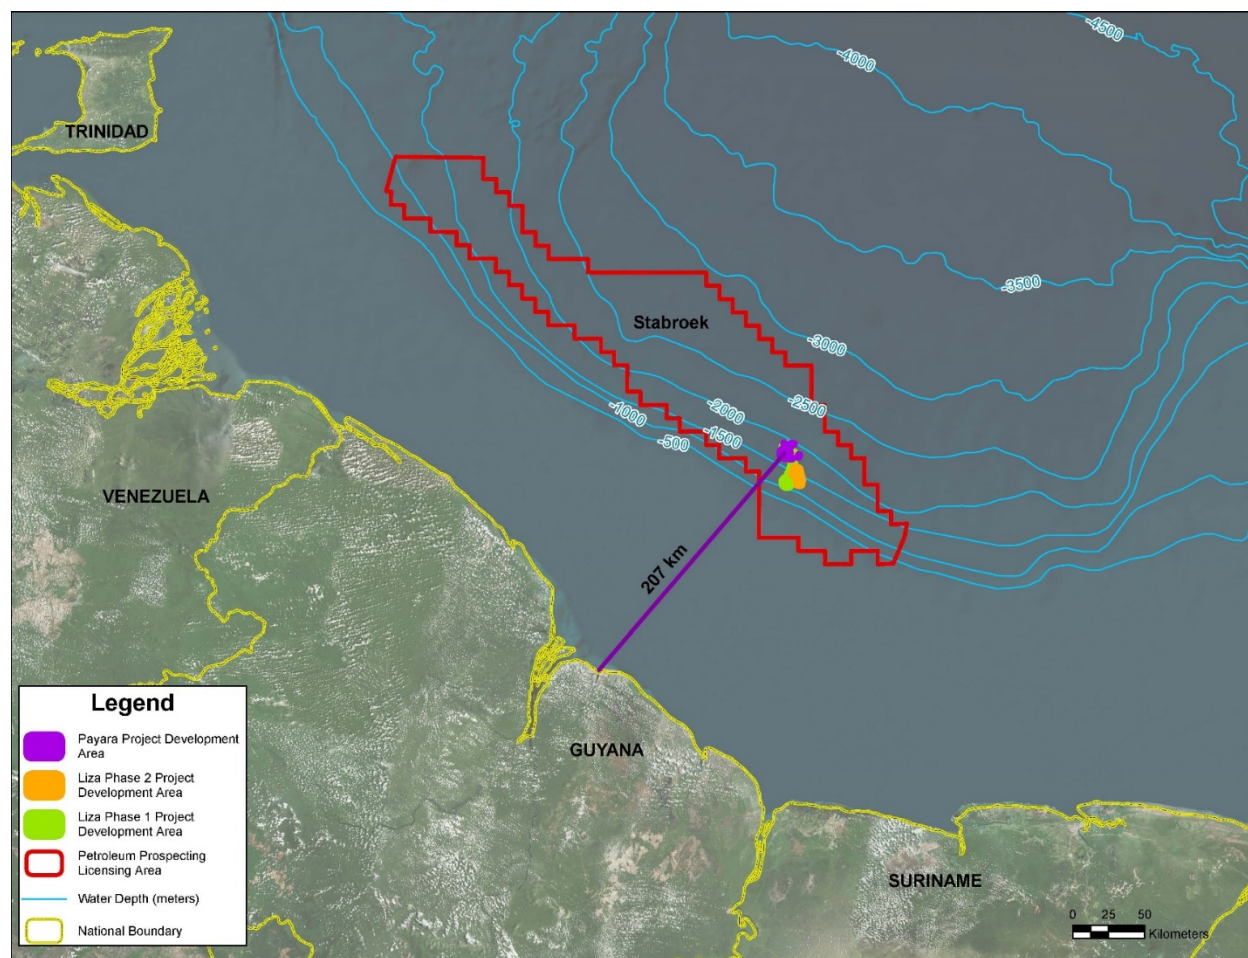 -4500
-4000
TRINIDAD
-3500
Stabroek
-3000
-2500
-2000
-1000
-1500
-500
VENEZUELA
207 km
Legend
Payara Project Development
Area
Liza Phase 2 Project
Development Area
Liza Phase 1 Project
Development Area
Petroleum Prospecting
Licensing Area
Water Depth (meters)
National Boundary
GUYANA
SURINAME
0 25 50
Kilometers